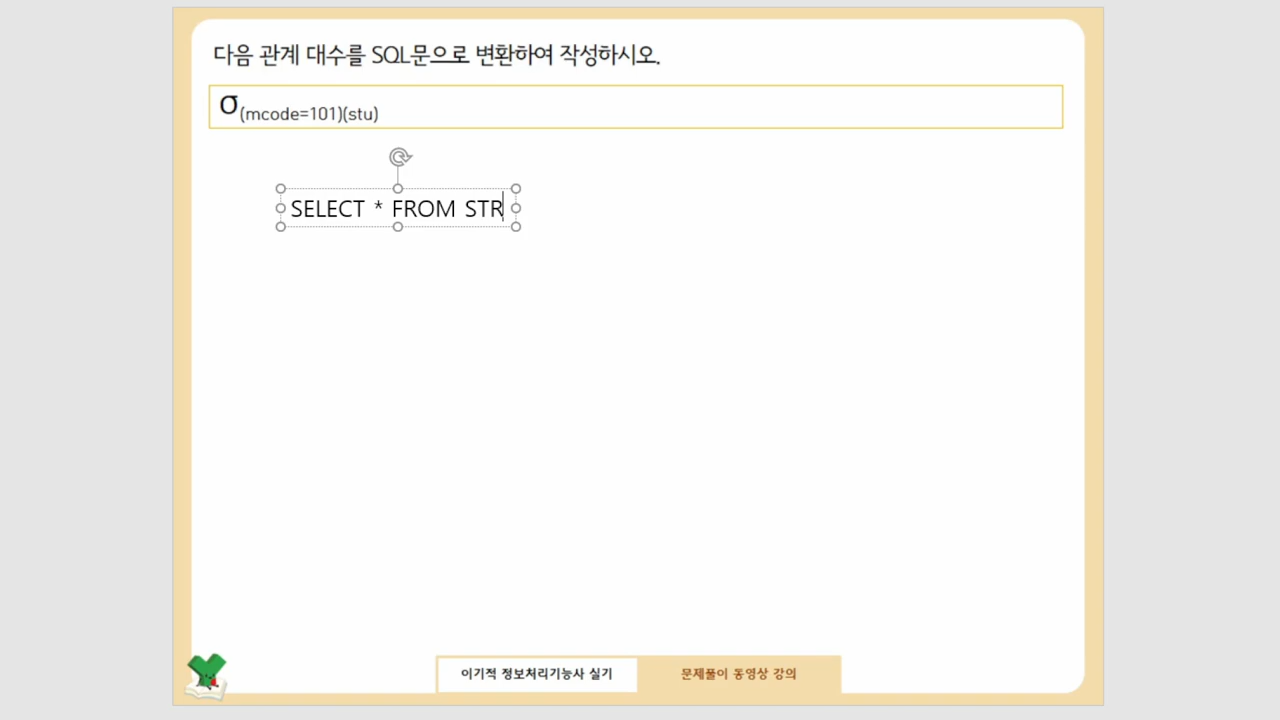 다음 관계 대수를 SQL문으로 변환하여 작성하시오.
σ(mcode=101)(stu)
SELECT * FROM STR
이기적 정보처리기능사 실기
문제풀이 동영상 강의